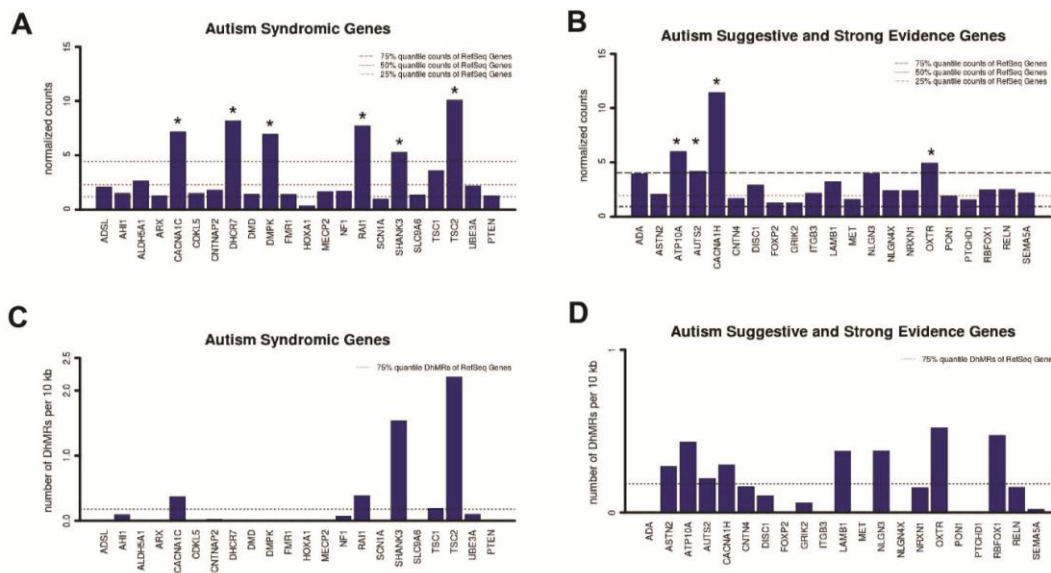 A
Autism Syndromic Genes
75% quantile counts of RefSeq Genes
50% quantile counts of RefSeq Genes
25% quantile counts of RefSeq Genes
normalized counts
15
10
5
0
* * * * * *
ADSL AHI1 ALDH5A1 ARX CACNA1C CDKL5 CNTNAP2 DHCR7 DMD DMPK FMR1 HOXA1 MECP2 NF1 RAI1 SCN1A SHANK3 SLC9A6 TSC1 TSC2 UBE3A PTEN
B
Autism Suggestive and Strong Evidence Genes
75% quantile counts of RefSeq Genes
50% quantile counts of RefSeq Genes
25% quantile counts of RefSeq Genes
normalized counts
15
10
5
0
* * * *
ADA ASTN2 ATP10A AUTS2 CACNA1H CNTN4 DISC1 FOXP2 GRIK2 ITGB3 LAMB1 MET NLGN3 NLGN4X NRXN1 OXTR PON1 PTCHD1 RBFOX1 RELN SEMA5A
C
Autism Syndromic Genes
75% quantile DhMRs of RefSeq Genes
number of DhMRs per 10 kb
2.5
2.0
1.0
0.0
ADSL AHI1 ALDH5A1 ARX CACNA1C CDKL5 CNTNAP2 DHCR7 DMD DMPK FMR1 HOXA1 MECP2 NF1 RAI1 SCN1A SHANK3 SLC9A6 TSC1 TSC2 UBE3A PTEN
D
Autism Suggestive and Strong Evidence Genes
75% quantile DhMRs of RefSeq Genes
number of DhMRs per 10 kb
1
0
ADA ASTN2 ATP10A AUTS2 CACNA1H CNTN4 DISC1 FOXP2 GRIK2 ITGB3 LAMB1 MET NLGN3 NLGN4X NRXN1 OXTR PON1 PTCHD1 RBFOX1 RELN SEMA5A